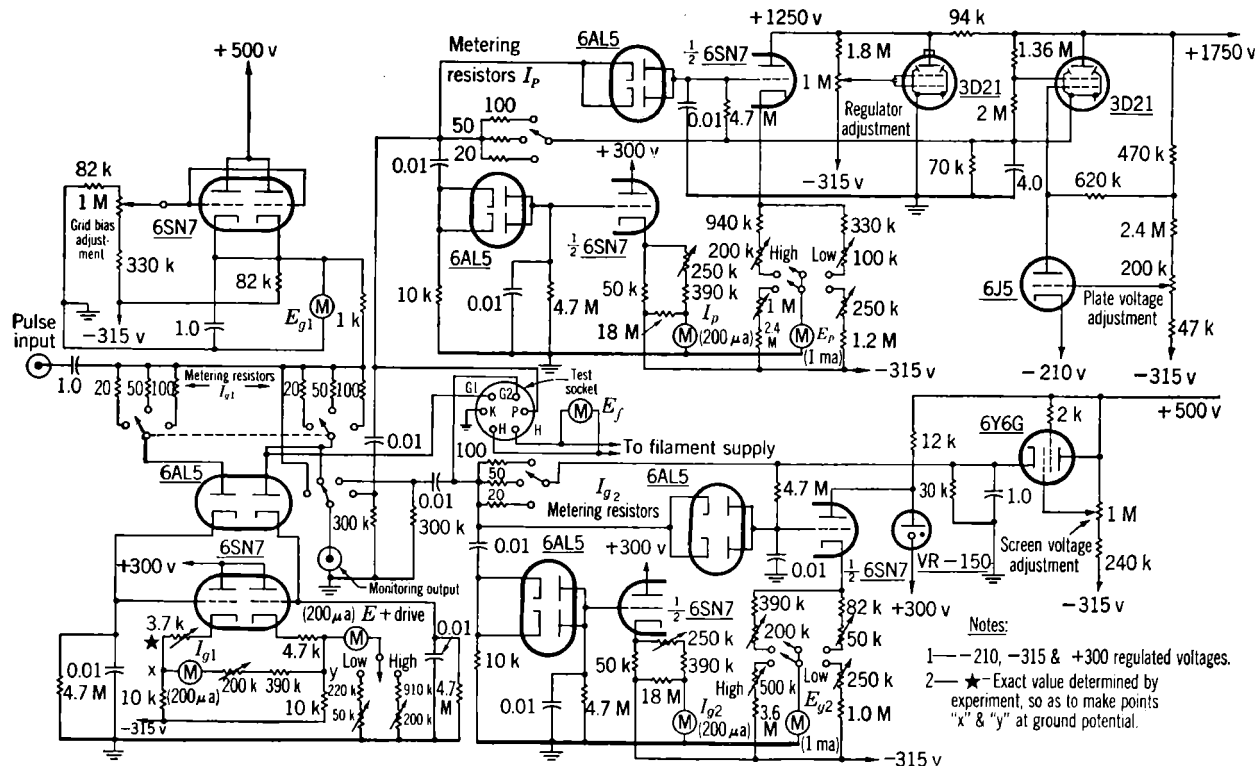 +500 v
82 k
1 M
Grid bias
adjust-
ment
6SN7
330 k
82 k
-315 v
1.0
M
E g1
1 k
Pulse
input
1.0
20
50
100
Metering resistors
I g1
20
50
100
6AL5
6SN7
+300 v
3.7 k
★
I g1
x
M
(200 μa)
200 k
390 k
10 k
-315 v
0.01
4.7 M
4.7 k
(200 μa) E + drive
M
y
Low
High
220 k
910 k
50 k
200 k
10 k
0.01
4.7 M
300 k
300 k
Monitoring output
0.01
0.01
Metering
resistors I p
100
50
20
0.01
6AL5
½ 6SN7
+300 v
6AL5
½ 6SN7
10 k
0.01
4.7 M
50 k
18 M
250 k
390 k
I p
(200 μa)
M
0.01
4.7 M
+1250 v
1.8 M
1 M
Regulator
adjustment
-315 v
94 k
3D21
1.36 M
2 M
3D21
+1750 v
70 k
4.0
470 k
620 k
2.4 M
200 k
Plate voltage
adjustment
47 k
-315 v
6J5
-210 v
940 k
200 k
High
Low
330 k
100 k
1 M
2.4
M
M
E p
(1 ma)
250 k
1.2 M
-315 v
Test
socket
G1
G2
K
P
H
H
M
E f
To filament supply
100
50
20
I g2
Metering resistors
0.01
6AL5
+300 v
½ 6SN7
6AL5
4.7 M
0.01
½ 6SN7
10 k
0.01
4.7 M
50 k
18 M
250 k
390 k
I g2
(200 μa)
M
390 k
200 k
High
Low
500 k
3.6
M
M
E g2
(1 ma)
82 k
50 k
250 k
1.0 M
-315 v
12 k
VR-150
+300 v
30 k
1.0
6Y6G
2 k
+500 v
1 M
Screen voltage
adjustment
240 k
-315 v
Notes:
1— -210, -315 & +300 regulated voltages.
2— ★-Exact value determined by
experiment, so as to make points
"x" & "y" at ground potential.